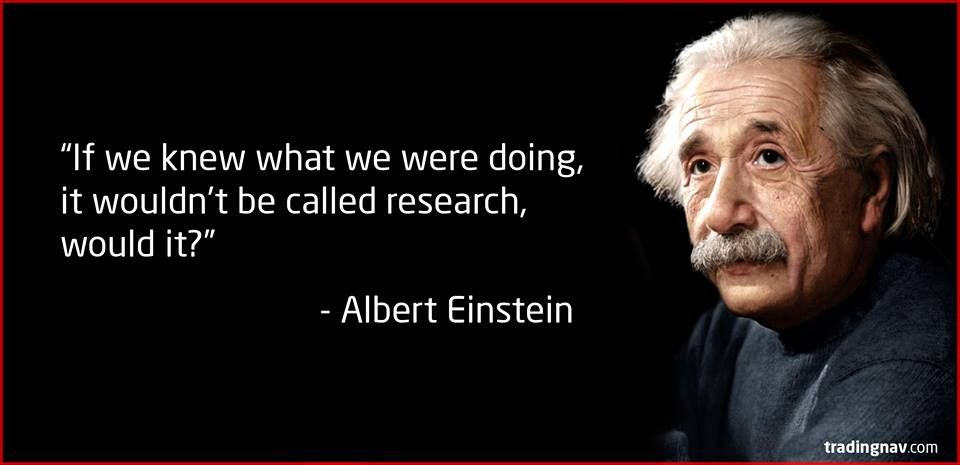 “If we knew what we were doing,
it wouldn’t be called research,
would it?”
- Albert Einstein
tradingnav.com